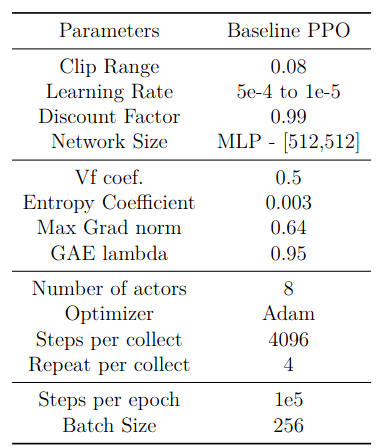 Parameters Baseline PPO
Clip Range 0.08
Learning Rate 5e-4 to 1e-5
Discount Factor 0.99
Network Size MLP - [512,512]
Vf coef. 0.5
Entropy Coefficient 0.003
Max Grad norm 0.64
GAE lambda 0.95
Number of actors 8
Optimizer Adam
Steps per collect 4096
Repeat per collect 4
Steps per epoch 1e5
Batch Size 256